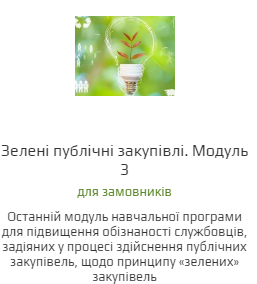 Зелені публічні закупівлі. Модуль
3
для замовників
Останній модуль навчальної програми
для підвищення обізнаності службовців,
задіяних у процесі здійснення публічних
закупівель, щодо принципу «зелених»
закупівель